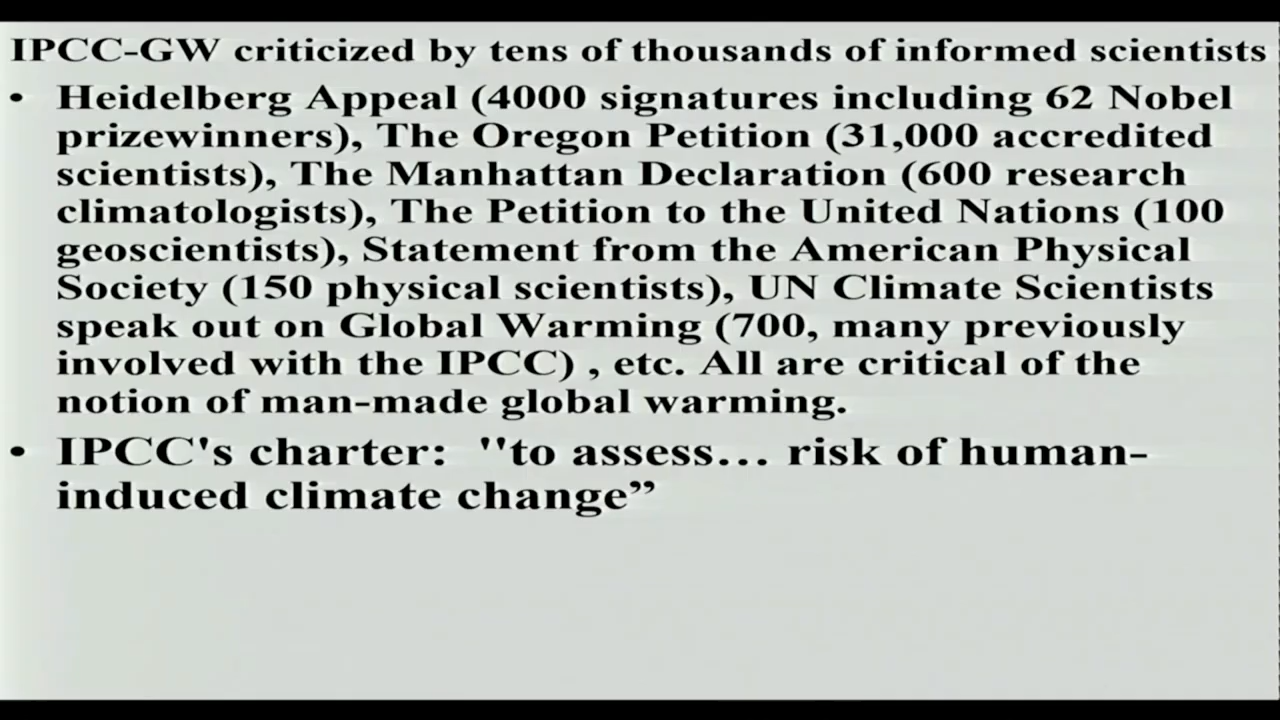 IPCC-GW criticized by tens of thousands of informed scientists
• Heidelberg Appeal (4000 signatures including 62 Nobel
prizewinners), The Oregon Petition (31,000 accredited
scientists), The Manhattan Declaration (600 research
climatologists), The Petition to the United Nations (100
geoscientists), Statement from the American Physical
Society (150 physical scientists), UN Climate Scientists
speak out on Global Warming (700, many previously
involved with the IPCC) , etc. All are critical of the
notion of man-made global warming.
• IPCC's charter: ''to assess… risk of human-
induced climate change”